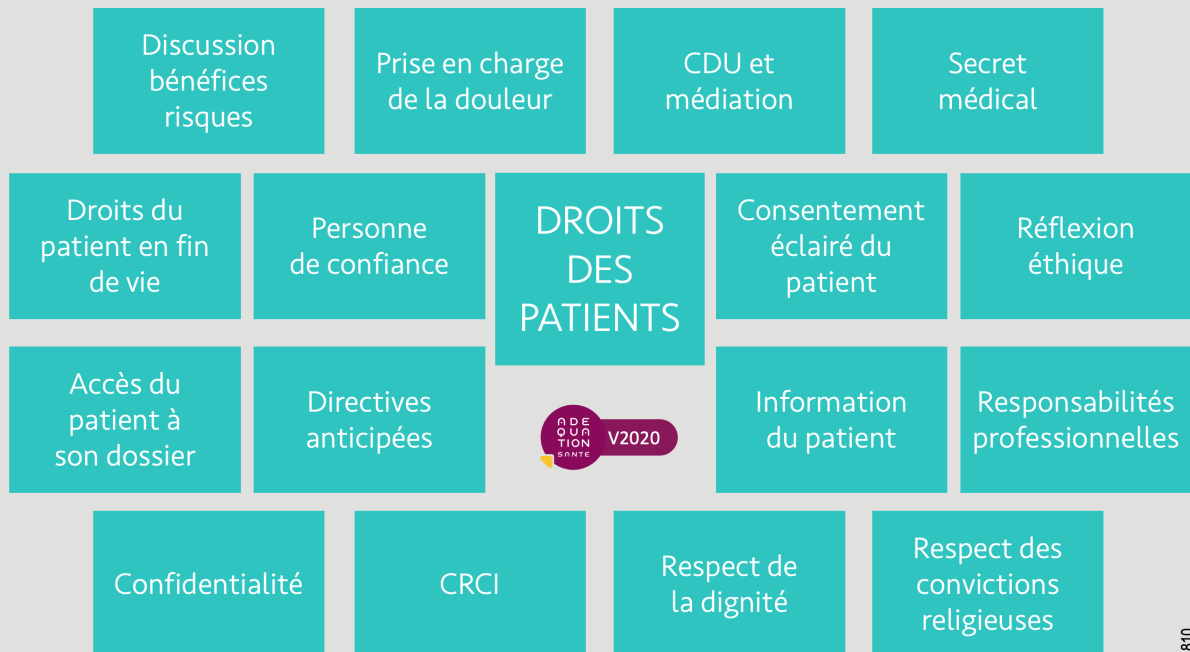 Discussion
bénéfices
risques
Prise en charge
de la douleur
CDU et
médiation
Secret
médical
Droits du
patient en fin
de vie
Personne
de confiance
DROITS
DES
PATIENTS
Consentement
éclairé du
patient
Réflexion
éthique
Accès du
patient à
son dossier
Directives
anticipées
ADE
QUA
TION
SANTE
V2020
Information
du patient
Responsabilités
professionnelles
Confidentialité
CRCI
Respect de
la dignité
Respect des
convictions
religieuses
810